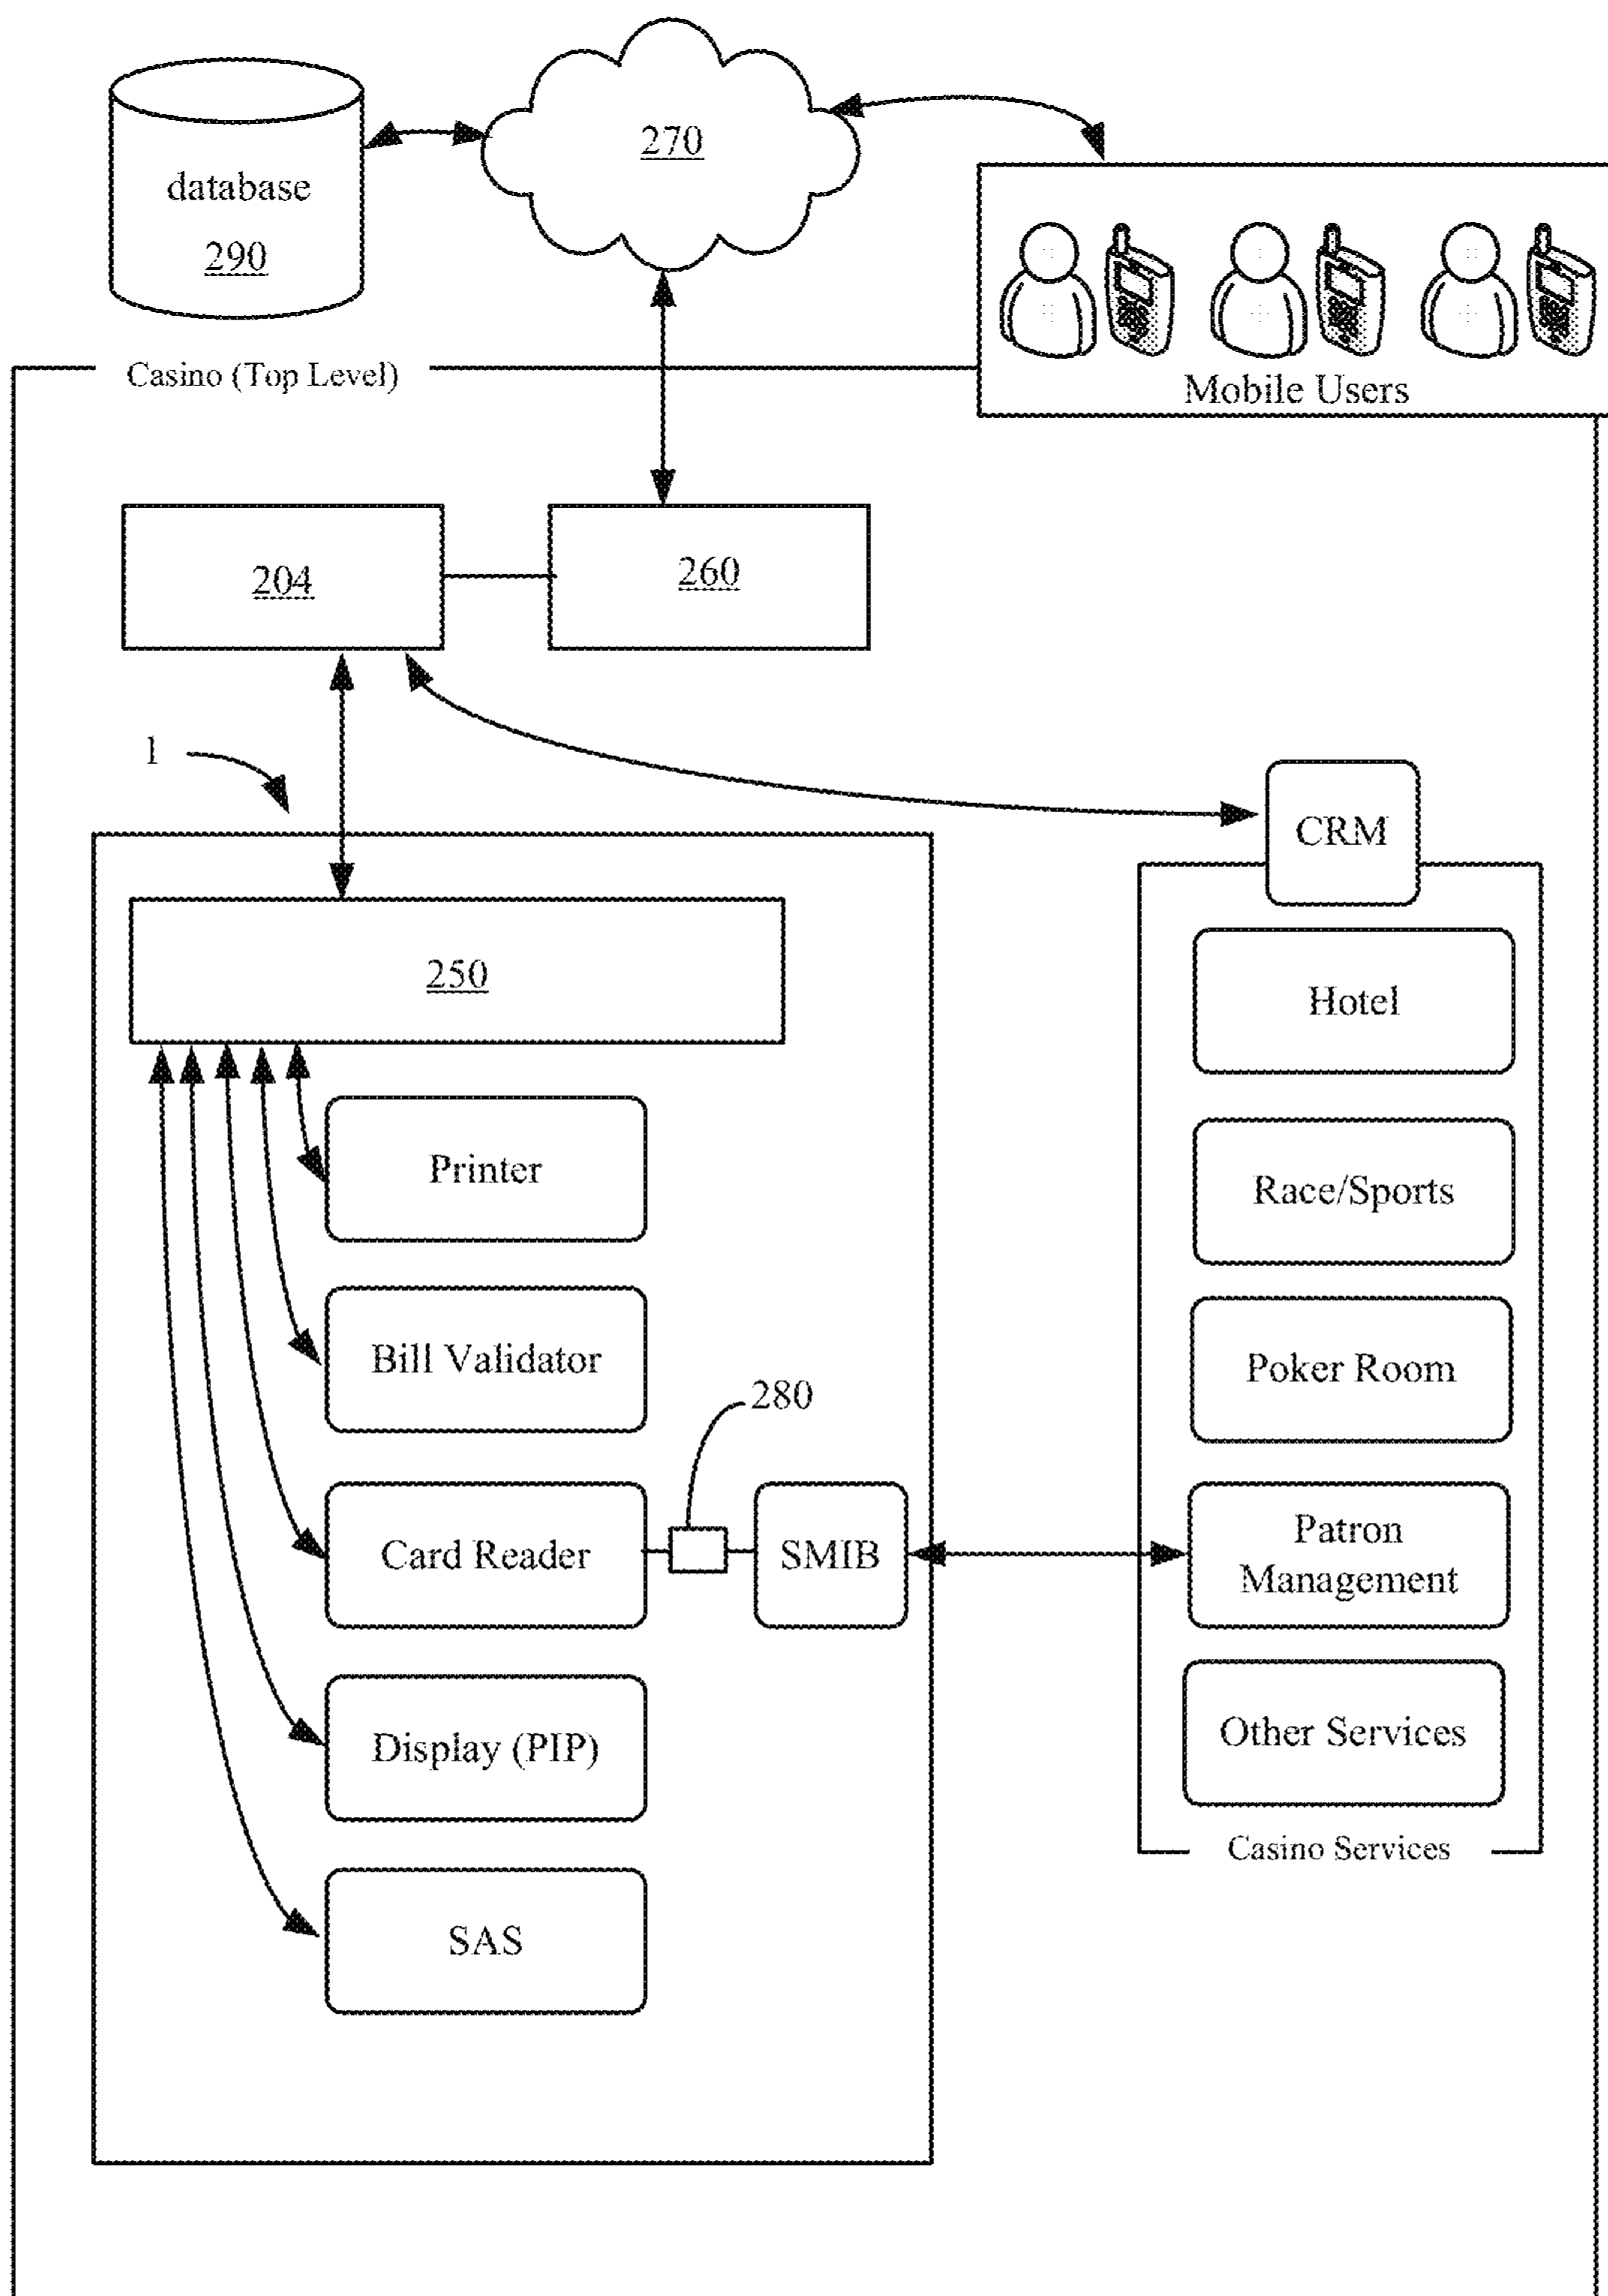 270
database
290
Casino (Top Level)
Mobile Users
204
260
1
CRM
250
Hotel
Printer
Race/Sports
Bill Validator
Poker Room
280
Card Reader
SMIB
Patron
Management
Display (PIP)
Other Services
Casino Services
SAS